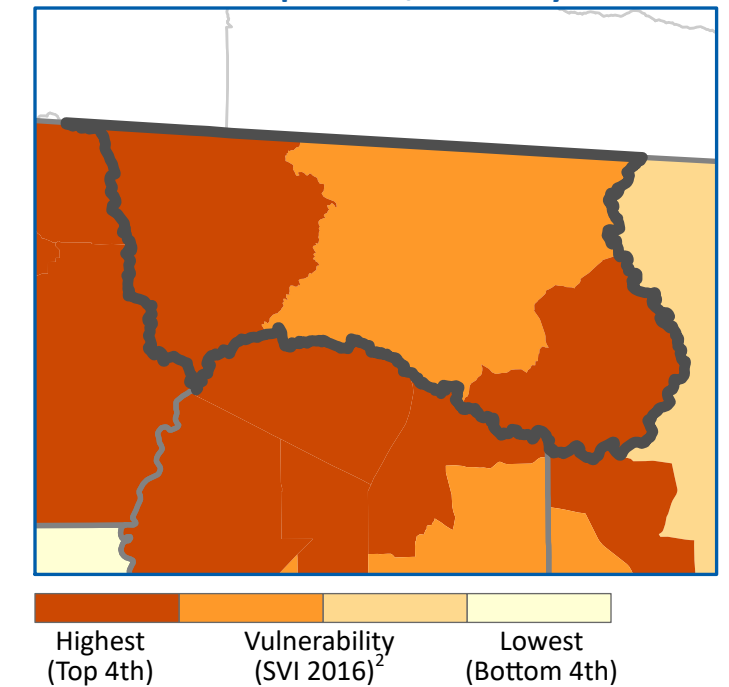 Highest
(Top 4th)
Vulnerability
(SVI 2016)²
Lowest
(Bottom 4th)